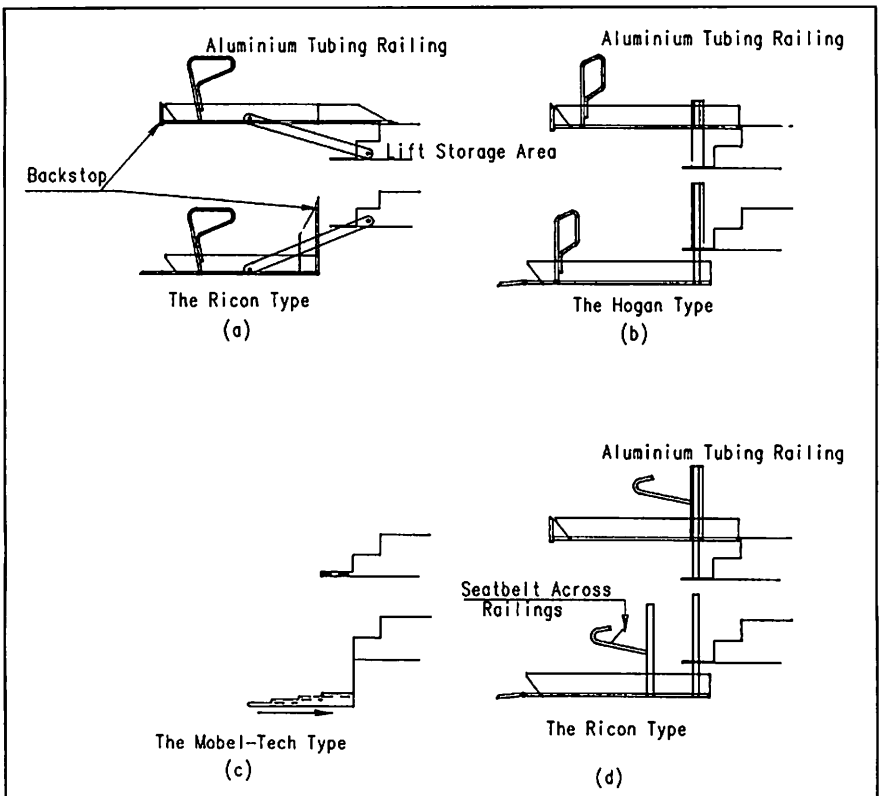 Aluminium Tubing Railing
Lift Storage Area
Backstop
The Ricon Type
(a)
Aluminium Tubing Railing
The Hogan Type
(b)
The Mobel-Tech Type
(c)
Aluminium Tubing Railing
Seatbelt Across
Railings
The Ricon Type
(d)